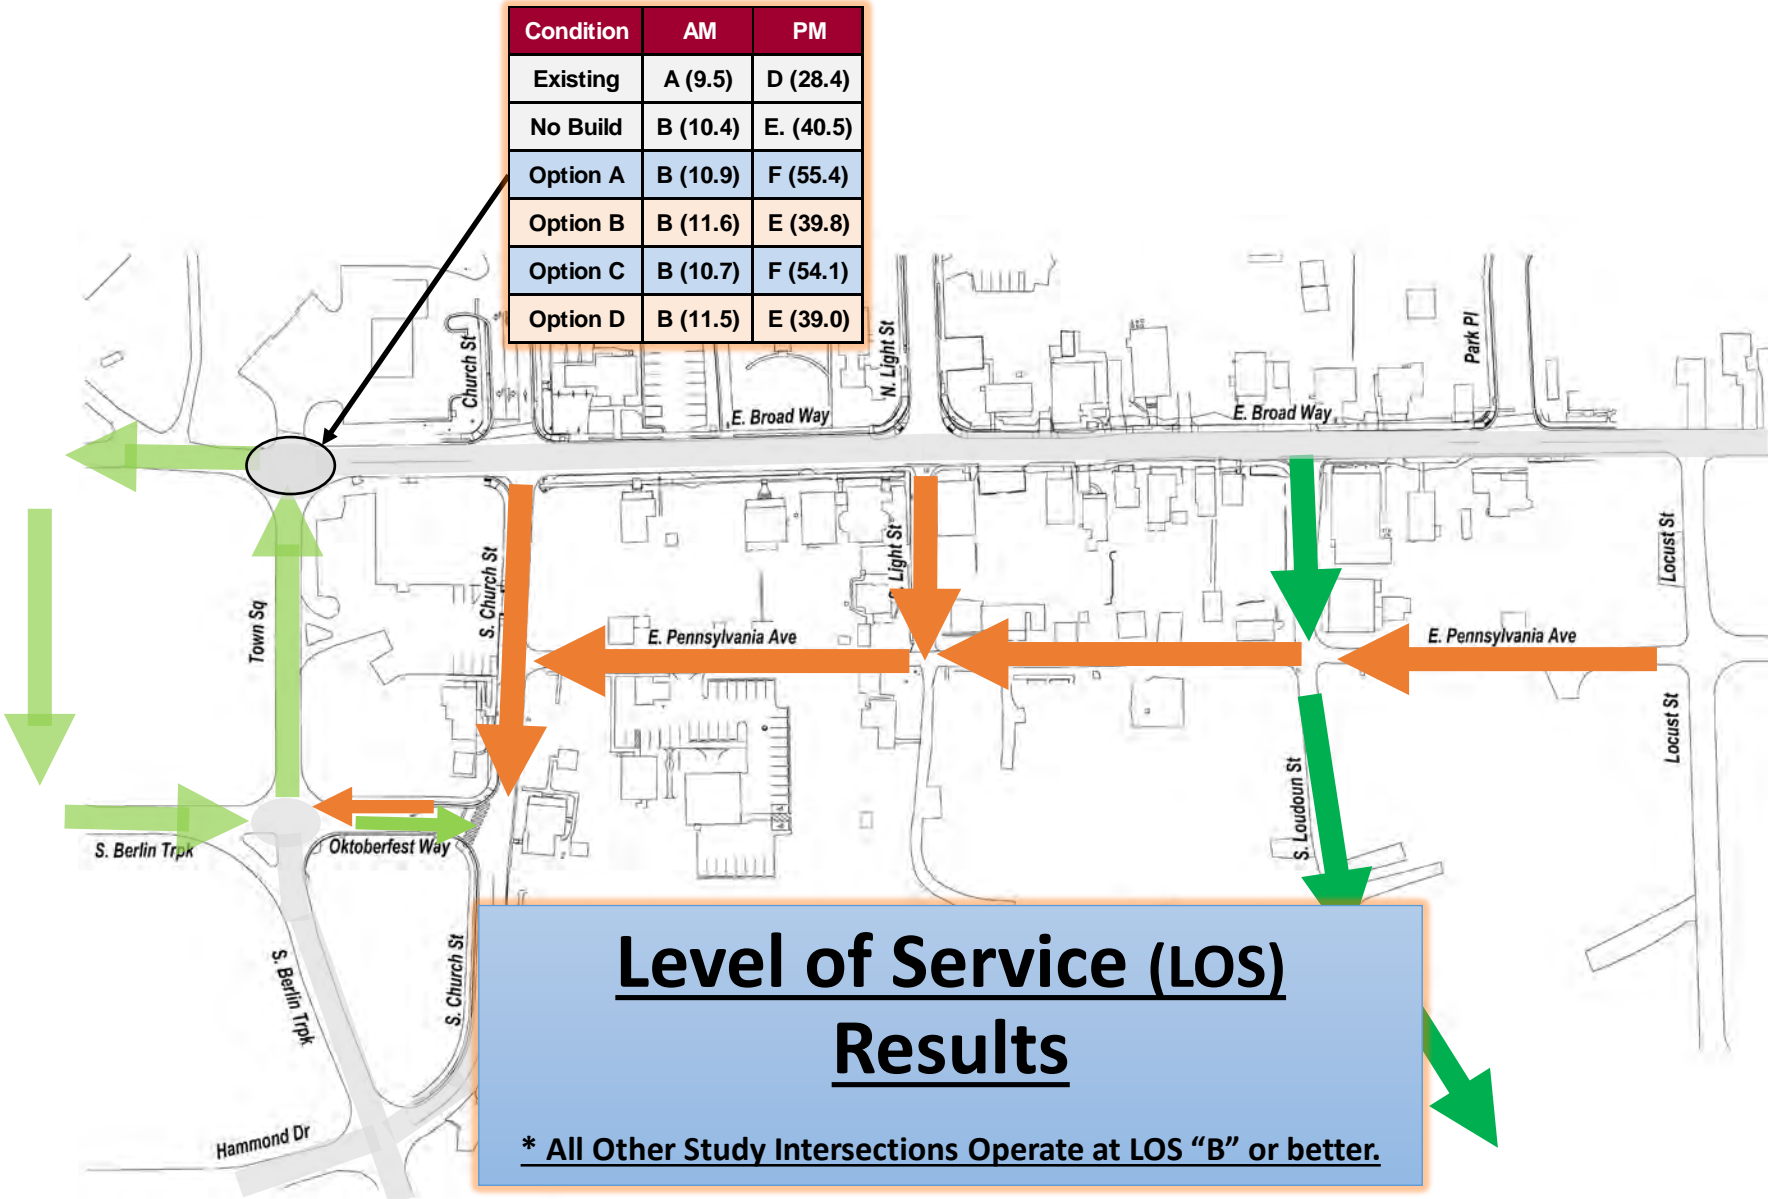 Condition AM PM
Existing A (9.5) D (28.4)
No Build B (10.4) E. (40.5)
Option A B (10.9) F (55.4)
Option B B (11.6) E (39.8)
Option C B (10.7) F (54.1)
Option D B (11.5) E (39.0)
Church St
N. Light St
Park Pl
E. Broad Way
E. Broad Way
S. Church St
Light St
Locust St
Town Sq
E. Pennsylvania Ave
E. Pennsylvania Ave
Locust St
S. Loudoun St
S. Berlin Trpk
Oktoberfest Way
S. Berlin Trpk
S. Church St
Hammond Dr
Level of Service (LOS)
Results
* All Other Study Intersections Operate at LOS “B” or better.